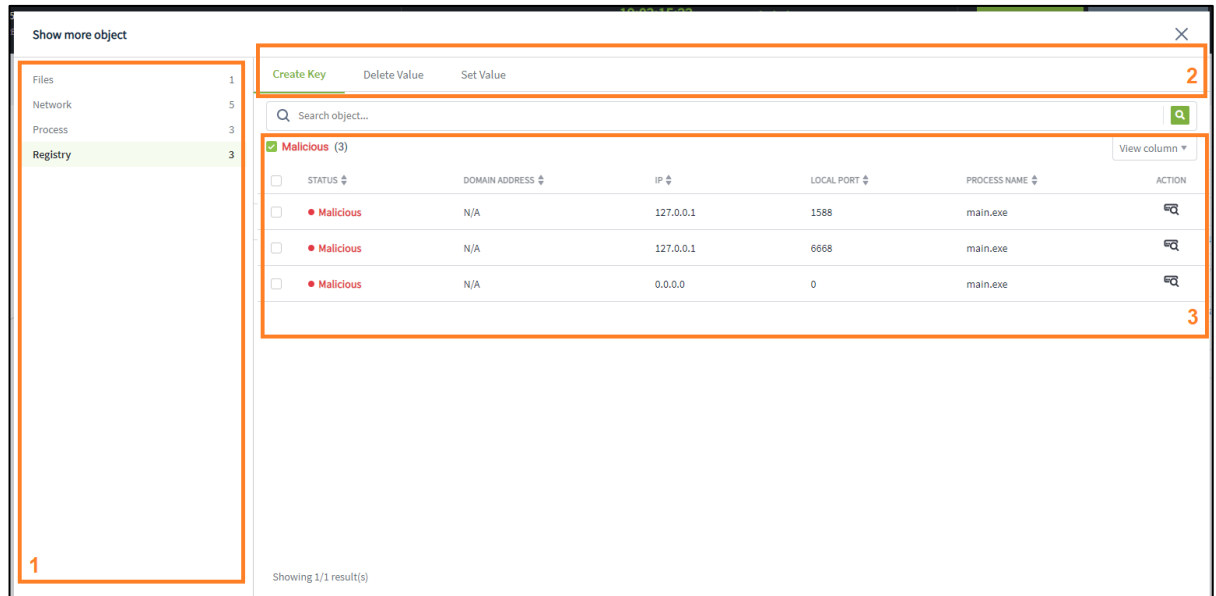 Show more object
Files 1
Network 5
Process 3
Registry 3
1
Create Key Delete Value Set Value
2
Search object...
Malicious (3)
View column
STATUS DOMAIN ADDRESS IP LOCAL PORT PROCESS NAME ACTION
Malicious N/A 127.0.0.1 1588 main.exe
Malicious N/A 127.0.0.1 6668 main.exe
Malicious N/A 0.0.0.0 0 main.exe
3
Showing 1/1 result(s)